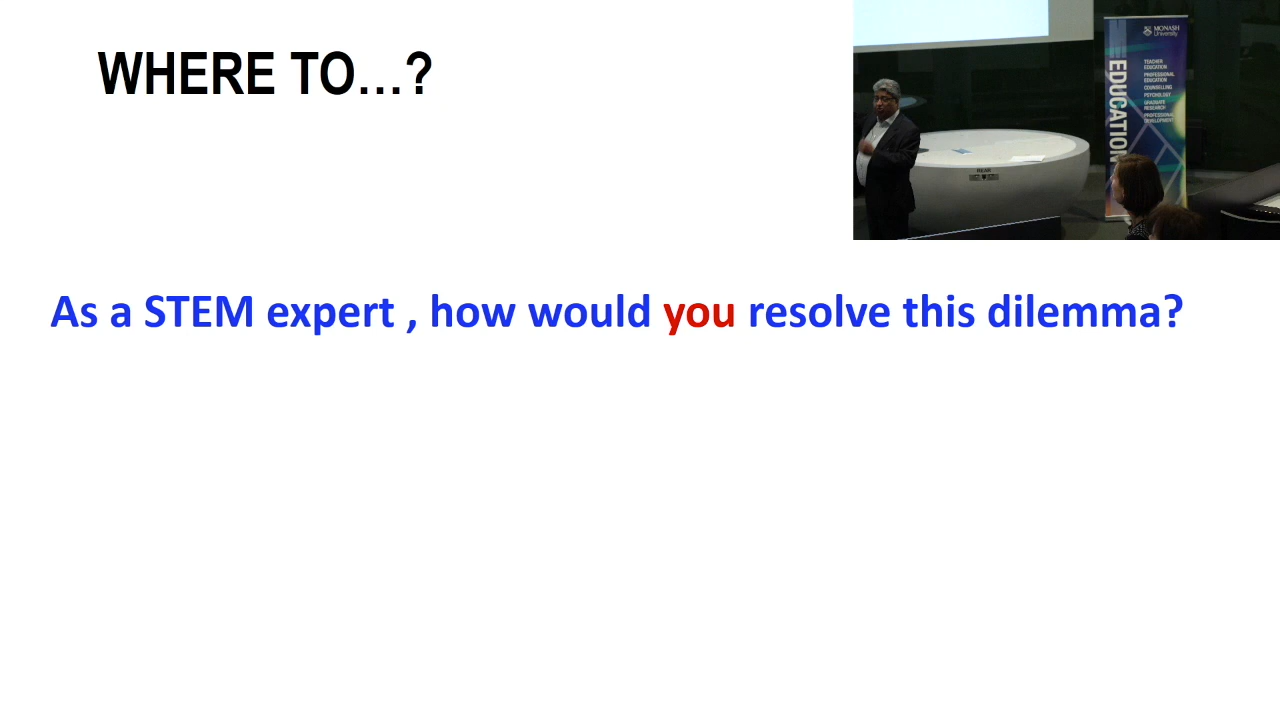 WHERE TO...?
As a STEM expert , how would you resolve this dilemma?
MONASH
University
EDUCATION
TEACHER
EDUCATION
PROFESSIONAL
EDUCATION
COUNSELLING
PSYCHOLOGY
GRADUATE
RESEARCH
PROFESSIONAL
DEVELOPMENT